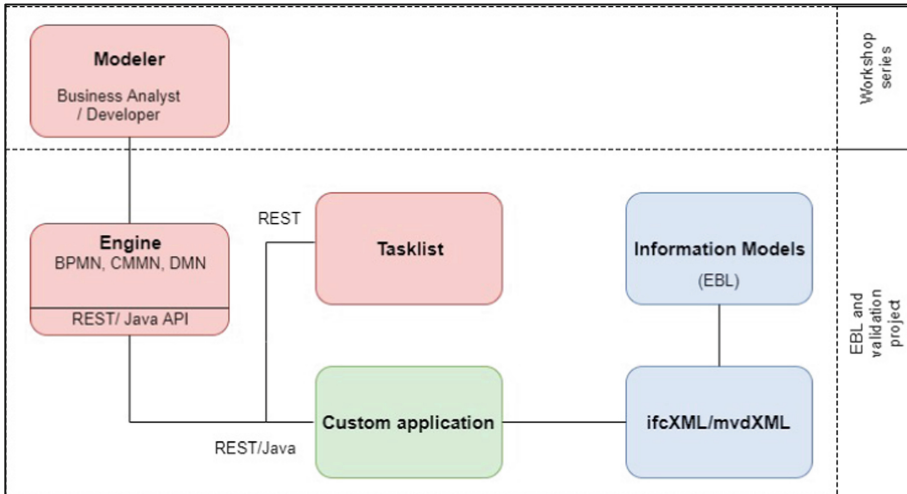 Modeler
Business Analyst
/ Developer
Workshop
series
Engine
BPMN, CMMN, DMN
REST/ Java API
REST
Tasklist
Information Models
(EBL)
EBL and
validation
project
REST/Java
Custom application
ifcXML/mvdXML